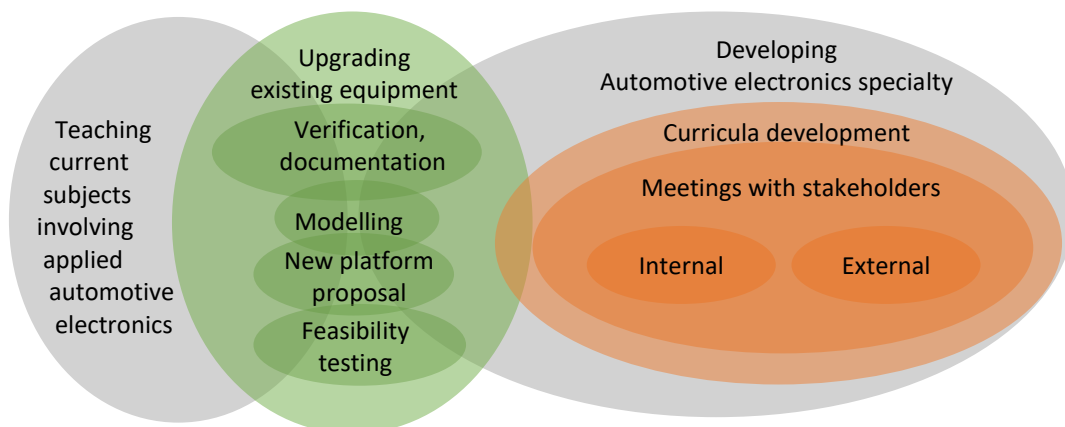 Teaching
current
subjects
involving
applied
automotive
electronics
Upgrading
existing equipment
Verification,
documentation
Modelling
New platform
proposal
Feasibility
testing
Developing
Automotive electronics specialty
Curricula development
Meetings with stakeholders
Internal
External